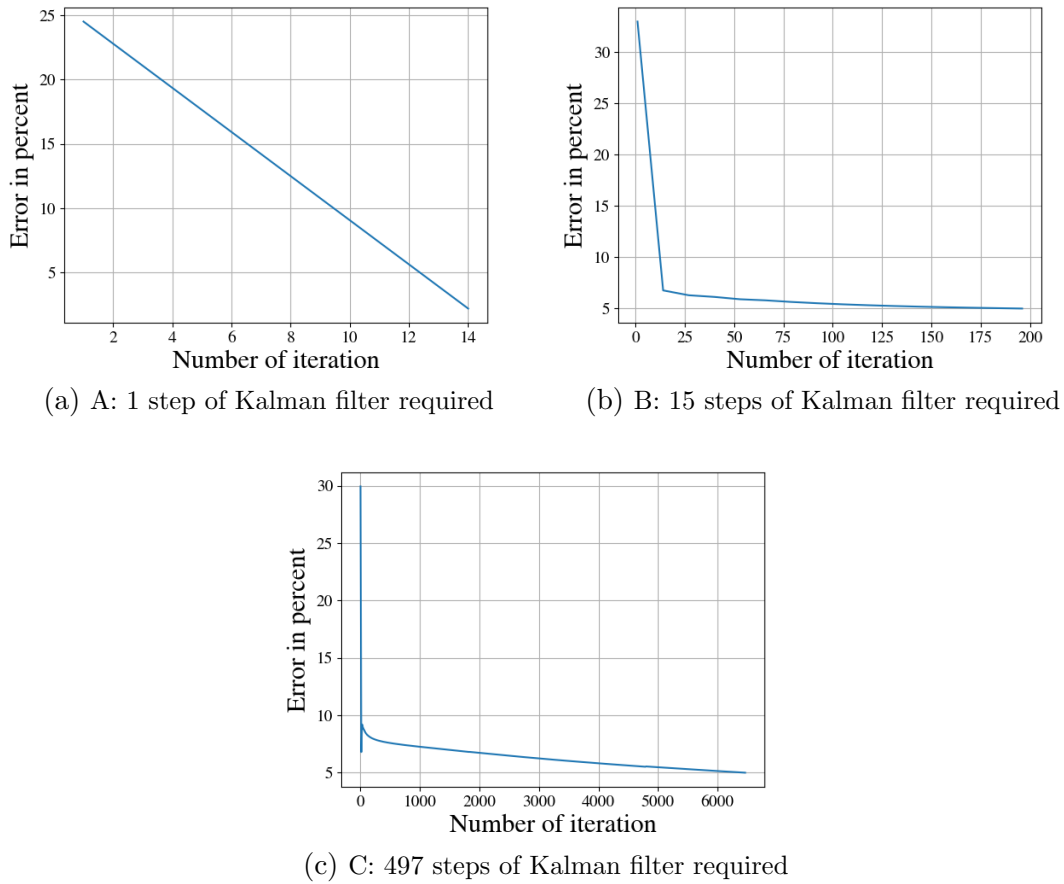 25
20
15
10
5
Error in percent
2 4 6 8 10 12 14
Number of iteration
(a) A: 1 step of Kalman filter required
30
25
20
15
10
5
Error in percent
0 25 50 75 100 125 150 175 200
Number of iteration
(b) B: 15 steps of Kalman filter required
30
25
20
15
10
5
Error in percent
0 1000 2000 3000 4000 5000 6000
Number of iteration
(c) C: 497 steps of Kalman filter required